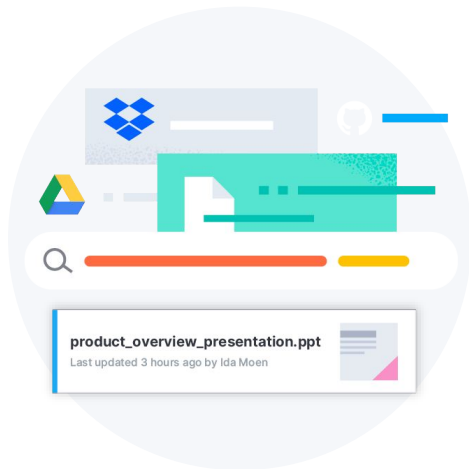 product_overview_presentation.ppt
Last updated 3 hours ago by Ida Moen